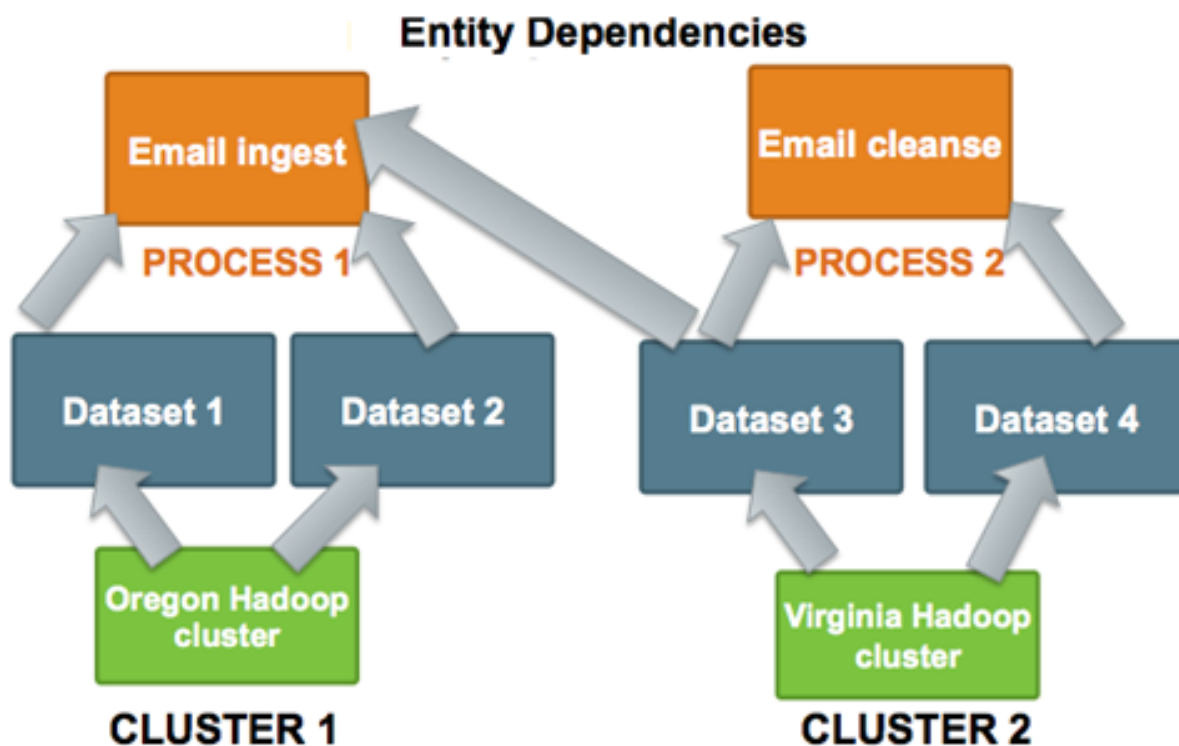 Entity Dependencies
Email ingest
Email cleanse
PROCESS 1
PROCESS 2
Dataset 1
Dataset 2
Dataset 3
Dataset 4
Oregon Hadoop
cluster
Virginia Hadoop
cluster
CLUSTER 1
CLUSTER 2